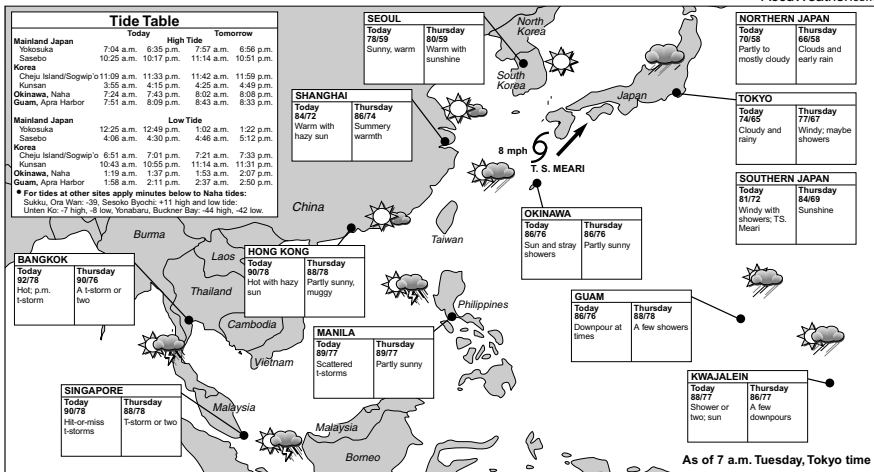 Tide Table
Today Tomorrow
Mainland Japan High Tide
Yokosuka 7:04 a.m. 6:35 p.m. 7:57 a.m. 6:56 p.m.
Sasebo 10:25 a.m. 10:17 p.m. 11:14 a.m. 10:51 p.m.
Korea
Cheju Island/Sogwip'o 11:09 a.m. 11:33 p.m. 11:42 a.m. 11:59 p.m.
Kunsan 3:55 a.m. 4:15 p.m. 4:25 a.m. 4:49 p.m.
Okinawa, Naha 7:24 a.m. 7:43 p.m. 8:02 a.m. 8:08 p.m.
Guam, Apra Harbor 7:51 a.m. 8:09 p.m. 8:43 a.m. 8:33 p.m.
Mainland Japan Low Tide
Yokosuka 12:25 a.m. 12:49 p.m. 1:02 a.m. 1:22 p.m.
Sasebo 4:06 a.m. 4:30 p.m. 4:46 a.m. 5:12 p.m.
Korea
Cheju Island/Sogwip'o 6:51 a.m. 7:01 p.m. 7:21 a.m. 7:33 p.m.
Kunsan 10:43 a.m. 10:55 p.m. 11:14 a.m. 11:31 p.m.
Okinawa, Naha 1:19 a.m. 1:37 p.m. 1:53 a.m. 2:07 p.m.
Guam, Apra Harbor 1:58 a.m. 2:11 p.m. 2:37 a.m. 2:50 p.m.
• For tides at other sites apply minutes below to Naha tides:
Sukku, Ora Wan: -39, Sesoko Byochi: +11 high and low tide:
Unten Ko: -7 high, -8 low, Yonabaru, Buckner Bay: -44 high, -42 low.
SEOUL
Today Thursday
78/59 80/59
Sunny, warm Warm with
sunshine
North
Korea
South
Korea
Japan
NORTHERN JAPAN
Today Thursday
70/58 66/58
Partly to Clouds and
mostly cloudy early rain
SHANGHAI
Today Thursday
84/72 86/74
Warm with Summery
hazy sun warmth
TOKYO
Today Thursday
74/65 77/67
Cloudy and Windy; maybe
rainy showers
8 mph
T. S. MEARI
SOUTHERN JAPAN
Today Thursday
81/72 84/69
Windy with Sunshine
showers; TS.
Meari
China
Taiwan
OKINAWA
Today Thursday
86/76 86/76
Sun and stray Partly sunny
showers
Burma
Laos
Thailand
Cambodia
Vietnam
BANGKOK
Today Thursday
92/78 90/76
Hot; p.m. A t-storm or
t-storm two
HONG KONG
Today Thursday
90/78 88/78
Hot with hazy Partly sunny,
sun muggy
Philippines
GUAM
Today Thursday
86/76 88/78
Downpour at A few showers
times
MANILA
Today Thursday
89/77 89/77
Scattered Partly sunny
t-storms
KWAJALEIN
Today Thursday
88/77 86/77
Shower or A few
two; sun downpours
SINGAPORE
Today Thursday
90/78 88/78
Hit-or-miss T-storm or two
t-storms
Malaysia
Malaysia
Borneo
As of 7 a.m. Tuesday, Tokyo time